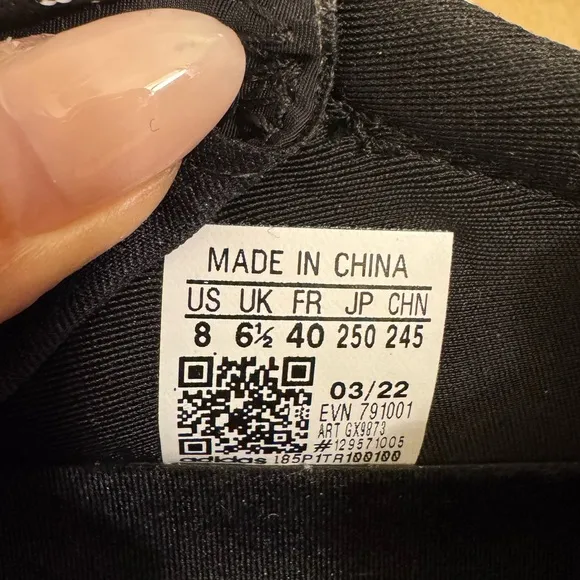 MADE IN CHINA
US UK FR JP CHN
8 6½ 40 250 245
03/22
EVN 791001
ART GX9873
#129571005
adidas 185P1TR100100